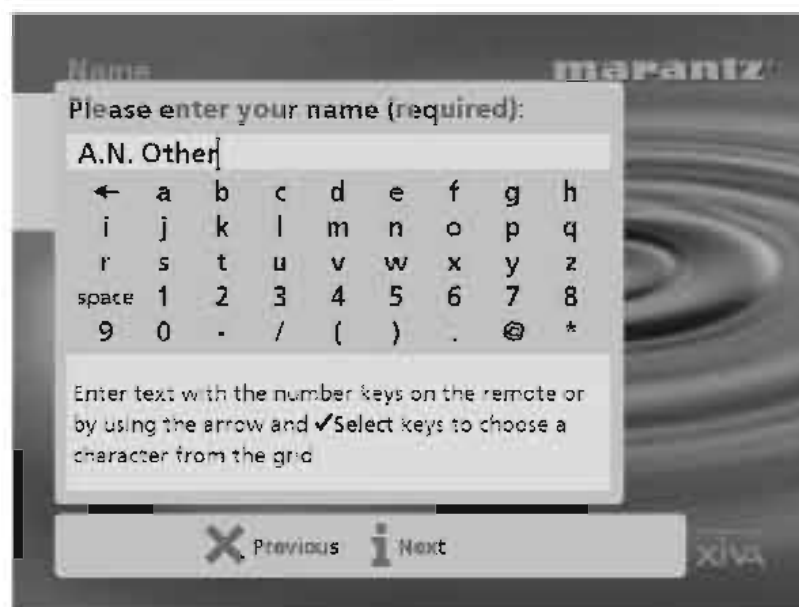 Name
marantz
Please enter your name (required):
A.N. Other
← a b c d e f g h
i j k l m n o p q
r s t u v w x y z
space 1 2 3 4 5 6 7 8
9 0 - / ( ) . @ *
Enter text with the number keys on the remote or
by using the arrow and ✓Select keys to choose a
character from the grid
Previous Next
xiva